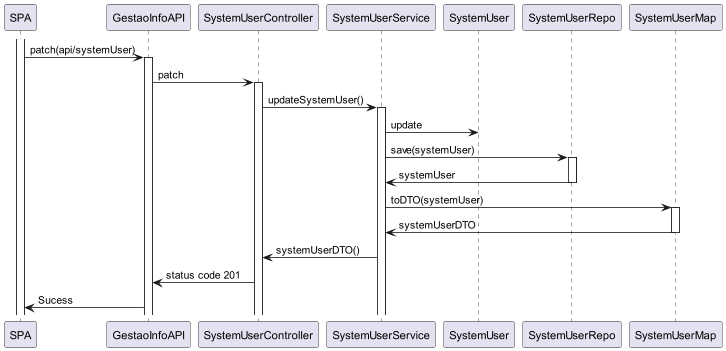 SPA
GestaoInfoAPI
SystemUserController
SystemUserService
SystemUser
SystemUserRepo
SystemUserMap
patch(api/systemUser)
patch
updateSystemUser()
update
save(systemUser)
systemUser
toDTO(systemUser)
systemUserDTO
systemUserDTO()
status code 201
Sucess
SPA
GestaoInfoAPI
SystemUserController
SystemUserService
SystemUser
SystemUserRepo
SystemUserMap